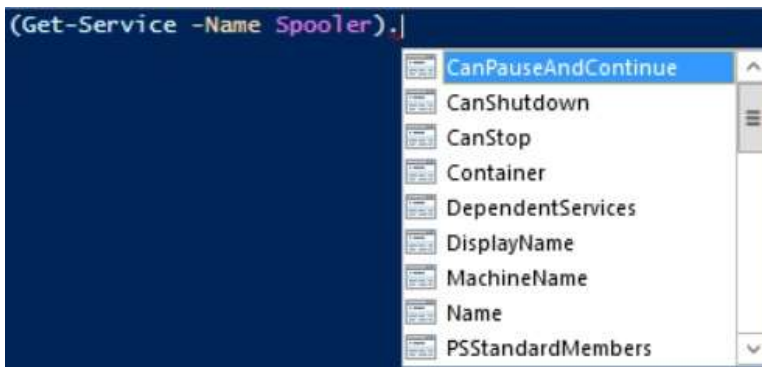 (Get-Service -Name Spooler).
CanPauseAndContinue
CanShutdown
CanStop
Container
DependentServices
DisplayName
MachineName
Name
PSStandardMembers